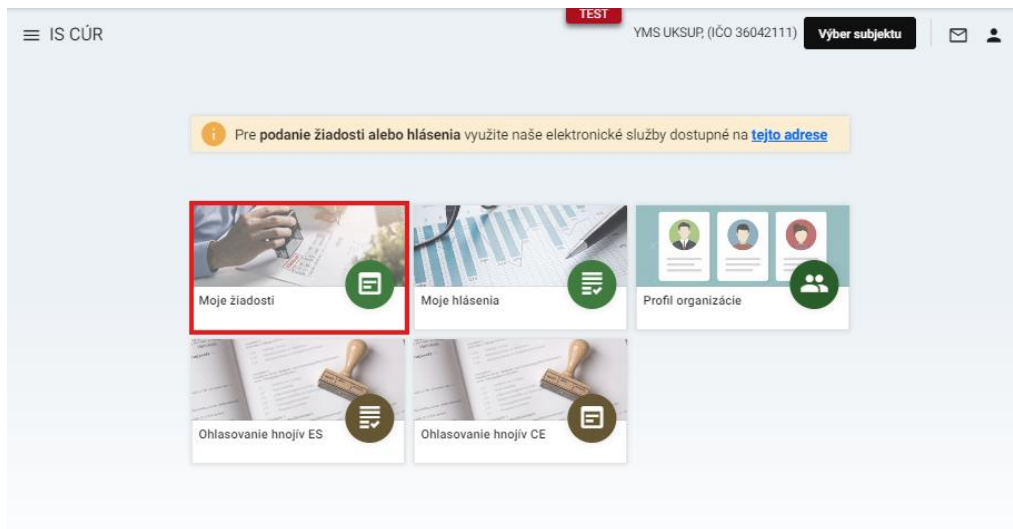 TEST
IS CÚR
YMS UKSUP, (IČO 36042111)
Výber subjektu
Pre podanie žiadosti alebo hlásenia využite naše elektronické služby dostupné na tejto adrese
Moje žiadosti
Moje hlásenia
Profil organizácie
Ohlasovanie hnojív ES
Ohlasovanie hnojív CE